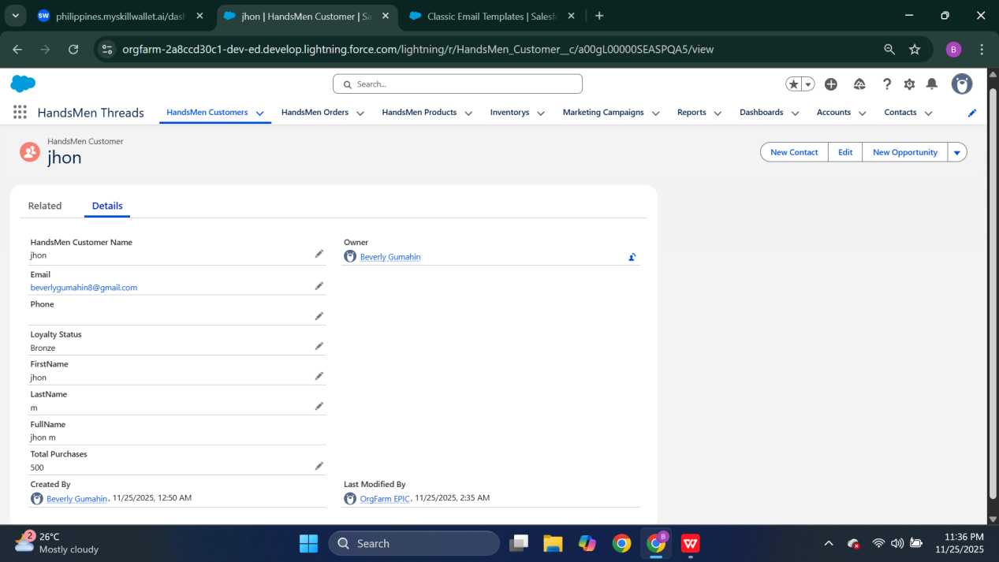 philippines.myskillwallet.ai/dash
jhon | HandsMen Customer | Sa
Classic Email Templates | Salesf
orgfarm-2a8ccd30c1-dev-ed.develop.lightning.force.com/lightning/r/HandsMen_Customer__c/a00gL00000SEASPQA5/view
B
Search...
HandsMen Threads
HandsMen Customers
HandsMen Orders
HandsMen Products
Inventory
Marketing Campaigns
Reports
Dashboards
Accounts
Contacts
HandsMen Customer
jhon
New Contact
Edit
New Opportunity
Related
Details
HandsMen Customer Name
jhon
Owner
Beverly Gumahin
Email
beverlygumahin8@gmail.com
Phone
Loyalty Status
Bronze
FirstName
jhon
LastName
m
FullName
jhon m
Total Purchases
500
Created By
Beverly Gumahin, 11/25/2025, 12:50 AM
Last Modified By
OrgFarm EPIC, 11/25/2025, 2:35 AM
2
26°C
Mostly cloudy
Search
B
W
11:36 PM
11/25/2025